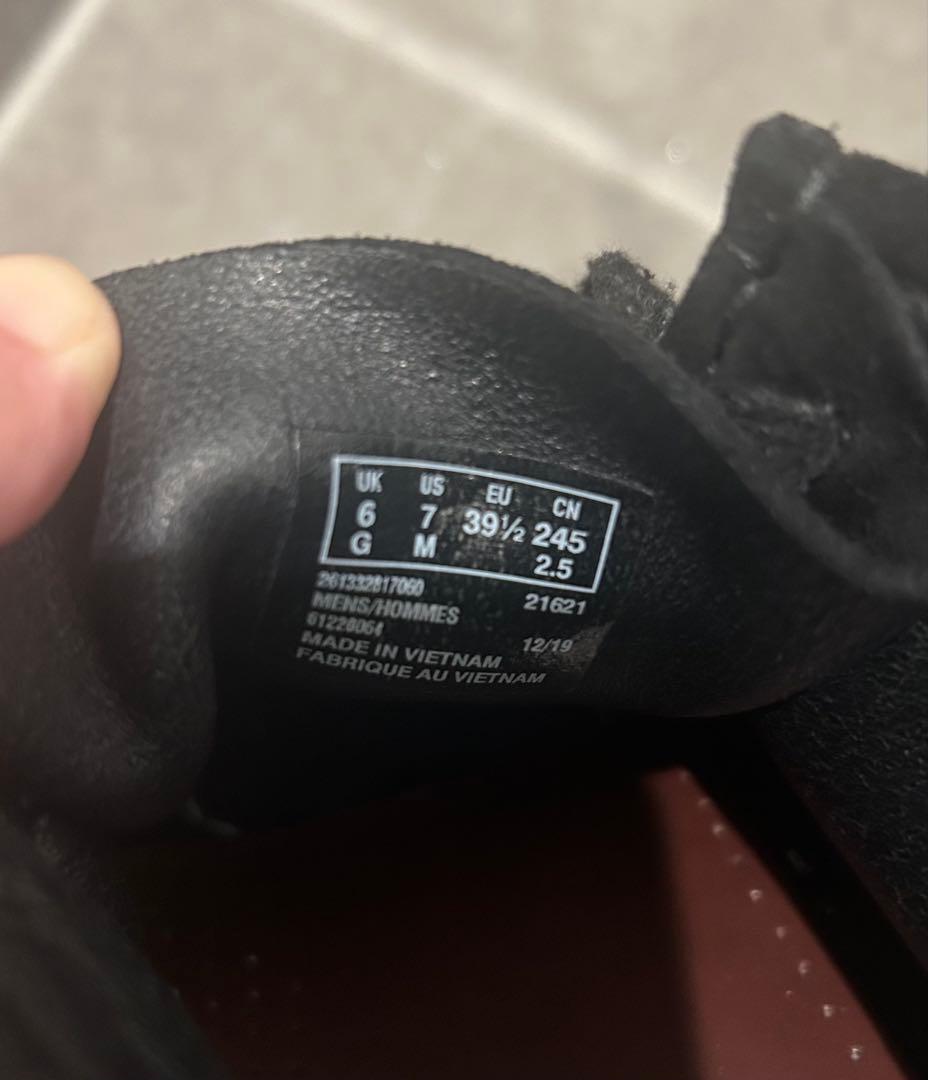 UK US EU CN
6 7 39½ 245
G M 2.5
261332817060 21621
MENS/HOMMES
61228064 12/19
MADE IN VIETNAM
FABRIQUE AU VIETNAM